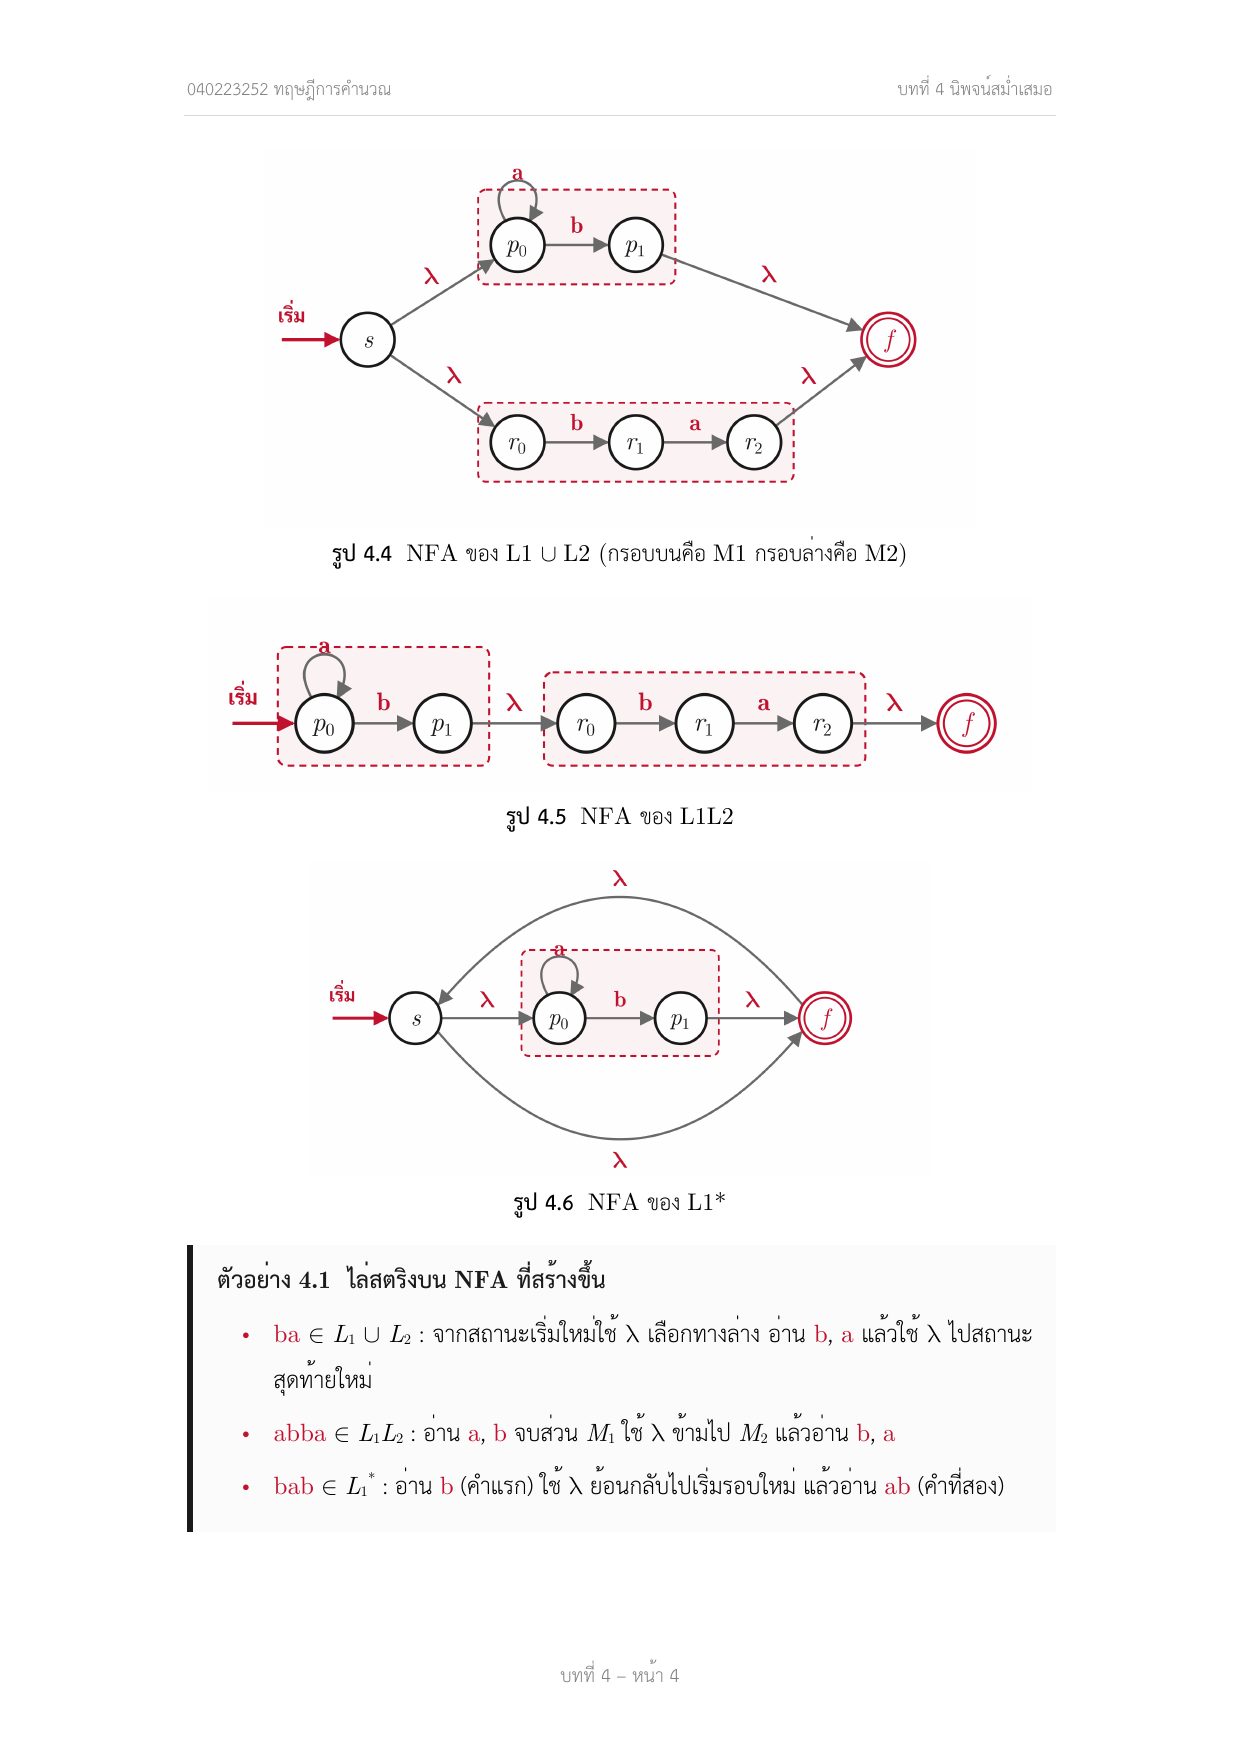 040223252 ทฤษฎีการคำนวณ บทที่ 4 นิพจน์สม่ำเสมอ
a
b
p0 p1
λ λ
เริ่ม
s f
λ λ
b a
r0 r1 r2
รูป 4.4 NFA ของ L1 ∪ L2 (กรอบบนคือ M1 กรอบล่างคือ M2)
a
เริ่ม b λ b a λ
p0 p1 r0 r1 r2 f
รูป 4.5 NFA ของ L1L2
λ
a
เริ่ม λ b λ
s p0 p1 f
λ
รูป 4.6 NFA ของ L1*
ตัวอย่าง 4.1 ไล่สตริงบน NFA ที่สร้างขึ้น
• ba ∈ L1 ∪ L2 : จากสถานะเริ่มใหม่ใช้ λ เลือกทางล่าง อ่าน b, a แล้วใช้ λ ไปสถานะ
สุดท้ายใหม่
• abba ∈ L1L2 : อ่าน a, b จบส่วน M1 ใช้ λ ข้ามไป M2 แล้วอ่าน b, a
• bab ∈ L1* : อ่าน b (คำแรก) ใช้ λ ย้อนกลับไปเริ่มรอบใหม่ แล้วอ่าน ab (คำที่สอง)
บทที่ 4 – หน้า 4